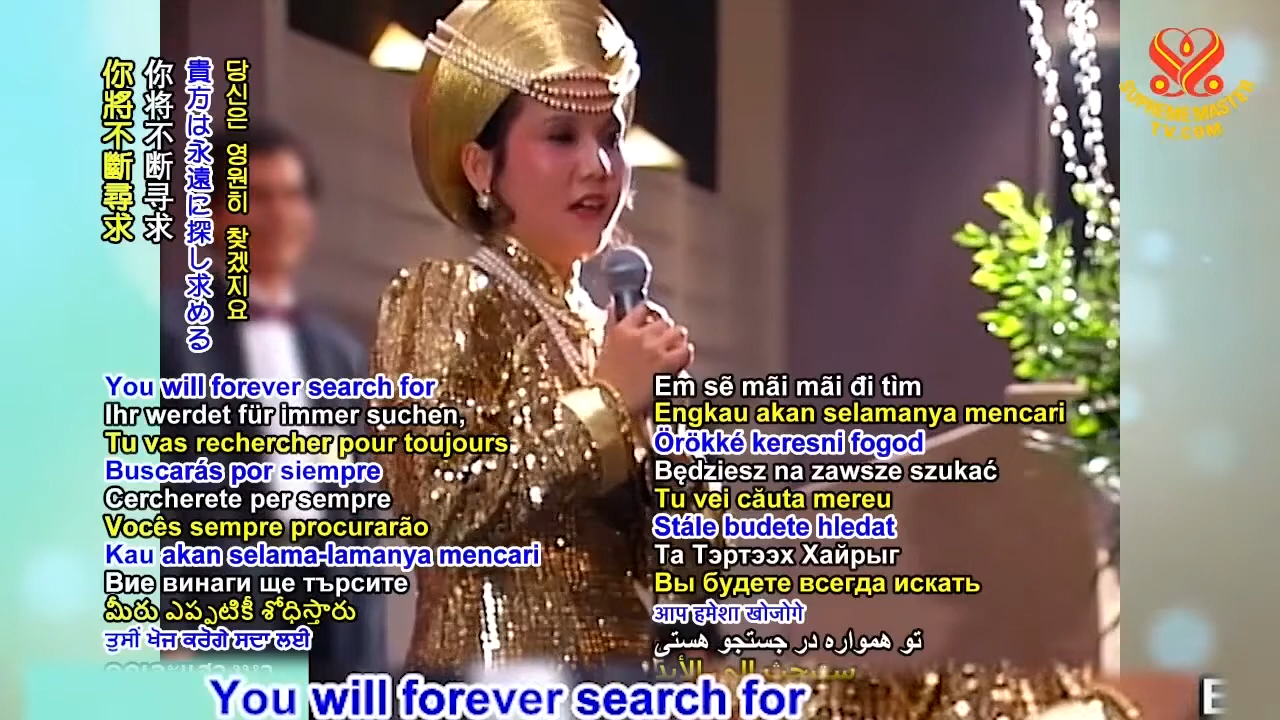 你將不斷尋求
你将不断寻求
貴方は永遠に探し求める
당신은 영원히 찾겠지요
SUPREMEMASTER
TV.COM
You will forever search for
Ihr werdet für immer suchen,
Tu vas rechercher pour toujours
Buscarás por siempre
Cercherete per sempre
Vocês sempre procurarão
Kau akan selama-lamanya mencari
Вие винаги ще търсите
మీరు ఎప్పటికీ శోధిస్తారు
ਤੁਸੀਂ ਖੋਜ ਕਰੋਗੇ ਸਦਾ ਲਈ
Em sẽ mãi mãi đi tìm
Engkau akan selamanya mencari
Örökké keresni fogod
Będziesz na zawsze szukać
Tu vei căuta mereu
Stále budete hledat
Та Тэртээх Хайрыг
Вы будете всегда искать
आप हमेशा खोजोगे
تو همواره در جستجو هستی
You will forever search for
E